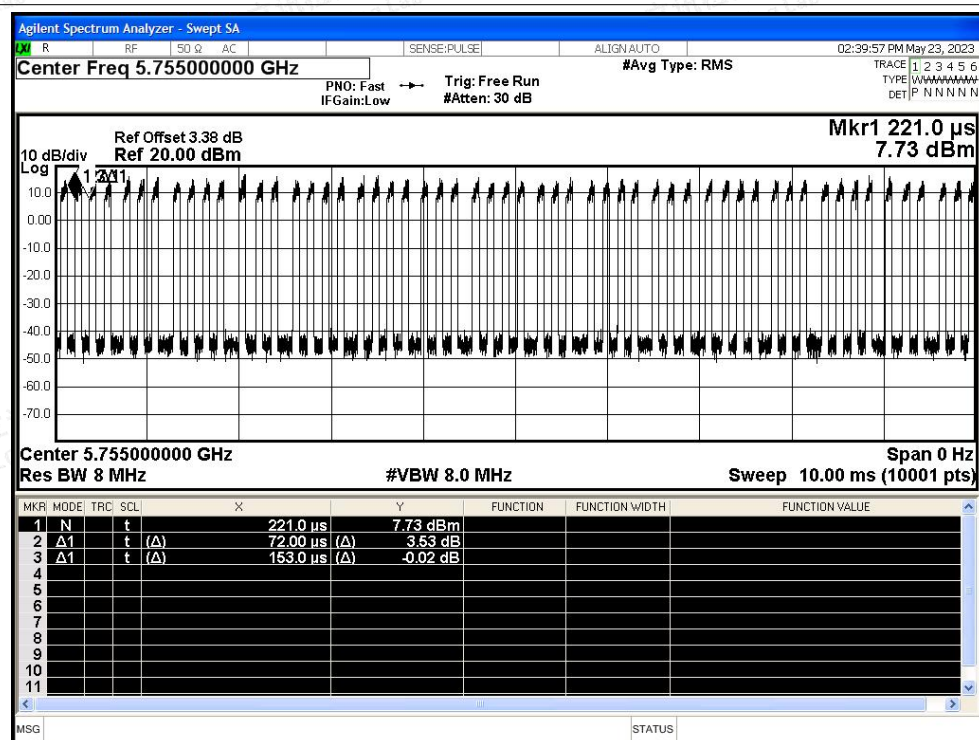 Agilent Spectrum Analyzer - Swept SA
LXI R RF 50 Ω AC SENSE:PULSE ALIGN AUTO 02:39:57 PM May 23, 2023
Center Freq 5.755000000 GHz #Avg Type: RMS TRACE 1 2 3 4 5 6
PNO: Fast Trig: Free Run TYPE W
IFGain:Low #Atten: 30 dB DET P N N N N N
Mkr1 221.0 µs
Ref Offset 3.38 dB
10 dB/div Ref 20.00 dBm 7.73 dBm
Log
10.0
0.00
-10.0
-20.0
-30.0
-40.0
-50.0
-60.0
-70.0
Center 5.755000000 GHz Span 0 Hz
Res BW 8 MHz #VBW 8.0 MHz Sweep 10.00 ms (10001 pts)
MKR MODE TRC SCL X Y FUNCTION FUNCTION WIDTH FUNCTION VALUE
1 N t 221.0 µs 7.73 dBm
2 Δ1 t (Δ) 72.00 µs (Δ) 3.53 dB
3 Δ1 t (Δ) 153.0 µs (Δ) -0.02 dB
4
5
6
7
8
9
10
11
MSG STATUS